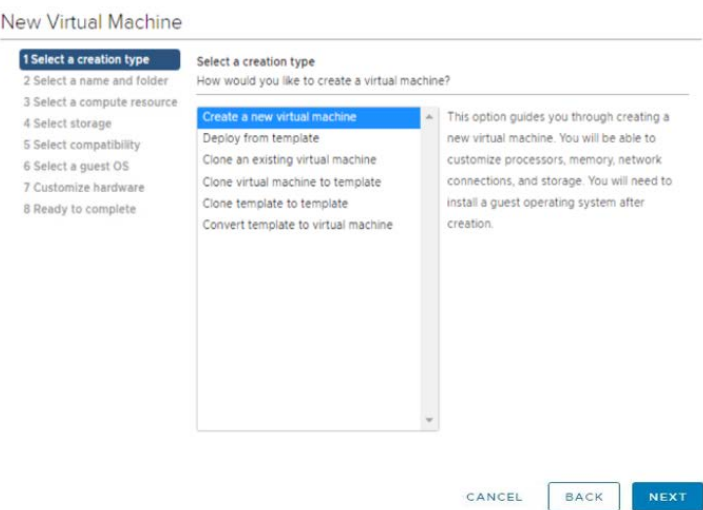 New Virtual Machine
1 Select a creation type
2 Select a name and folder
3 Select a compute resource
4 Select storage
5 Select compatibility
6 Select a guest OS
7 Customize hardware
8 Ready to complete
Select a creation type
How would you like to create a virtual machine?
Create a new virtual machine
Deploy from template
Clone an existing virtual machine
Clone virtual machine to template
Clone template to template
Convert template to virtual machine
This option guides you through creating a
new virtual machine. You will be able to
customize processors, memory, network
connections, and storage. You will need to
install a guest operating system after
creation.
CANCEL
BACK
NEXT